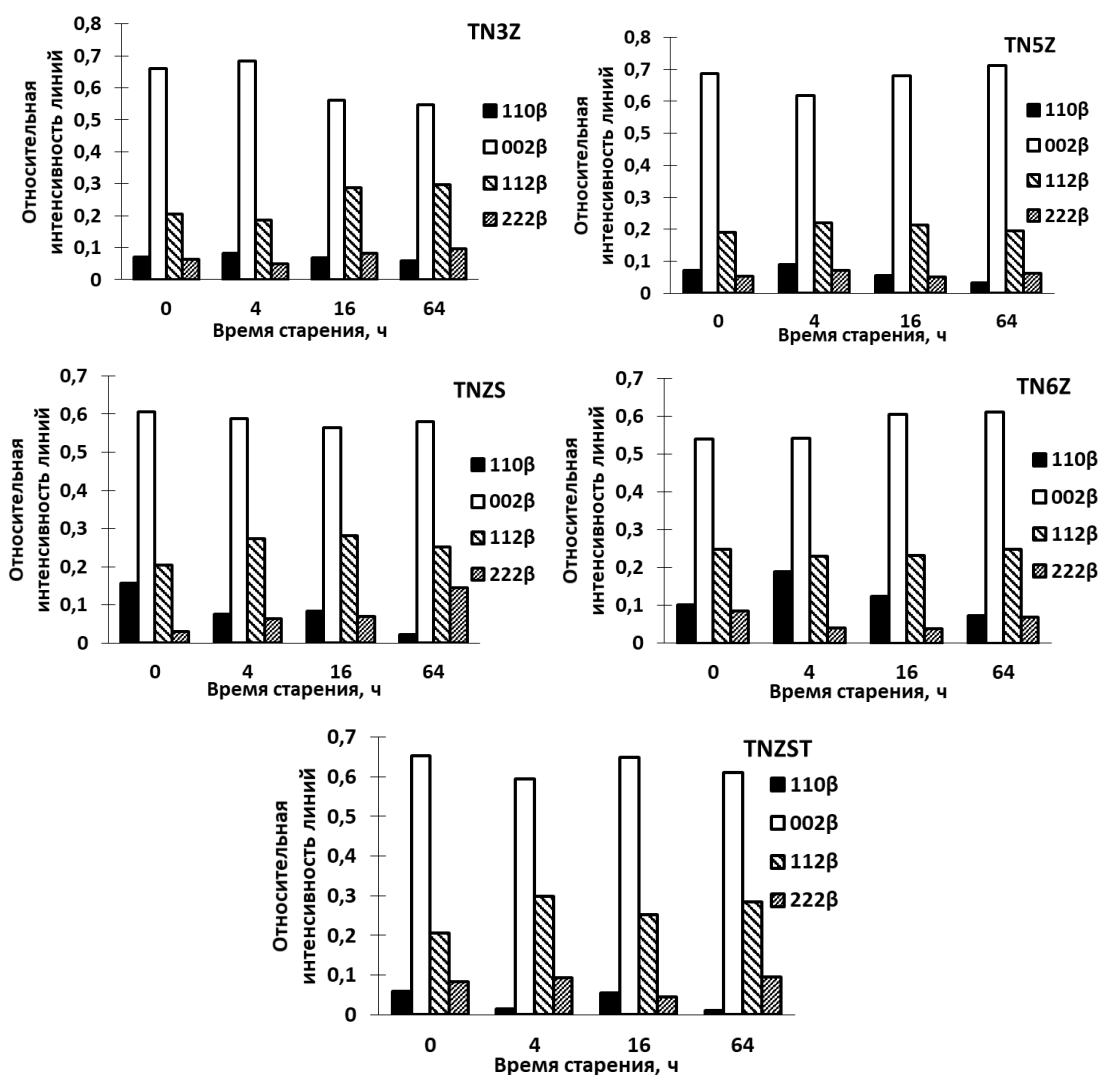 TN3Z
Относительная
интенсивность линий
0,8
0,7
0,6
0,5
0,4
0,3
0,2
0,1
0
110β
002β
112β
222β
0 4 16 64
Время старения, ч
TN5Z
Относительная
интенсивность линий
0,8
0,7
0,6
0,5
0,4
0,3
0,2
0,1
0
110β
002β
112β
222β
0 4 16 64
Время старения, ч
TNZS
Относительная
интенсивность линий
0,7
0,6
0,5
0,4
0,3
0,2
0,1
0
110β
002β
112β
222β
0 4 16 64
Время старения, ч
TN6Z
Относительная
интенсивность линий
0,7
0,6
0,5
0,4
0,3
0,2
0,1
0
110β
002β
112β
222β
0 4 16 64
Время старения, ч
TNZST
Относительная
интенсивность линий
0,7
0,6
0,5
0,4
0,3
0,2
0,1
0
110β
002β
112β
222β
0 4 16 64
Время старения, ч